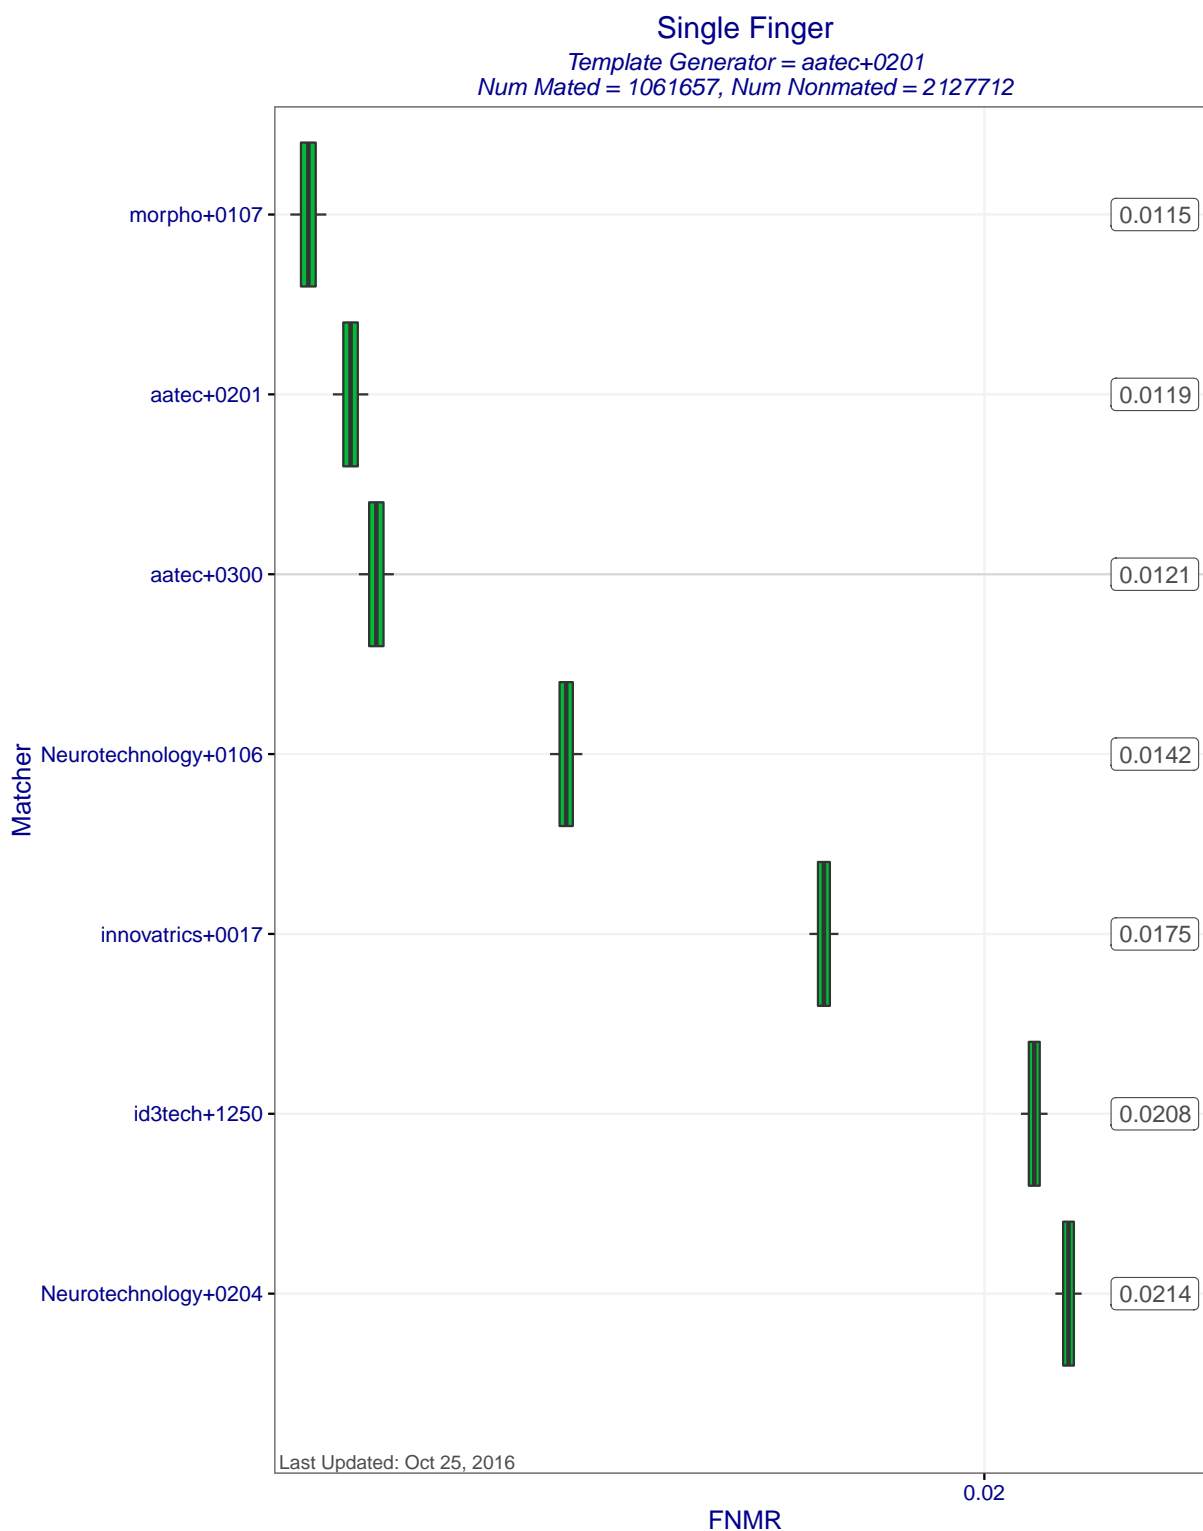 Single Finger
Template Generator = aatec+0201
Num Mated = 1061657, Num Nonmated = 2127712
morpho+0107
0.0115
aatec+0201
0.0119
aatec+0300
0.0121
Neurotechnology+0106
0.0142
Matcher
innovatrics+0017
0.0175
id3tech+1250
0.0208
Neurotechnology+0204
0.0214
Last Updated: Oct 25, 2016
0.02
FNMR